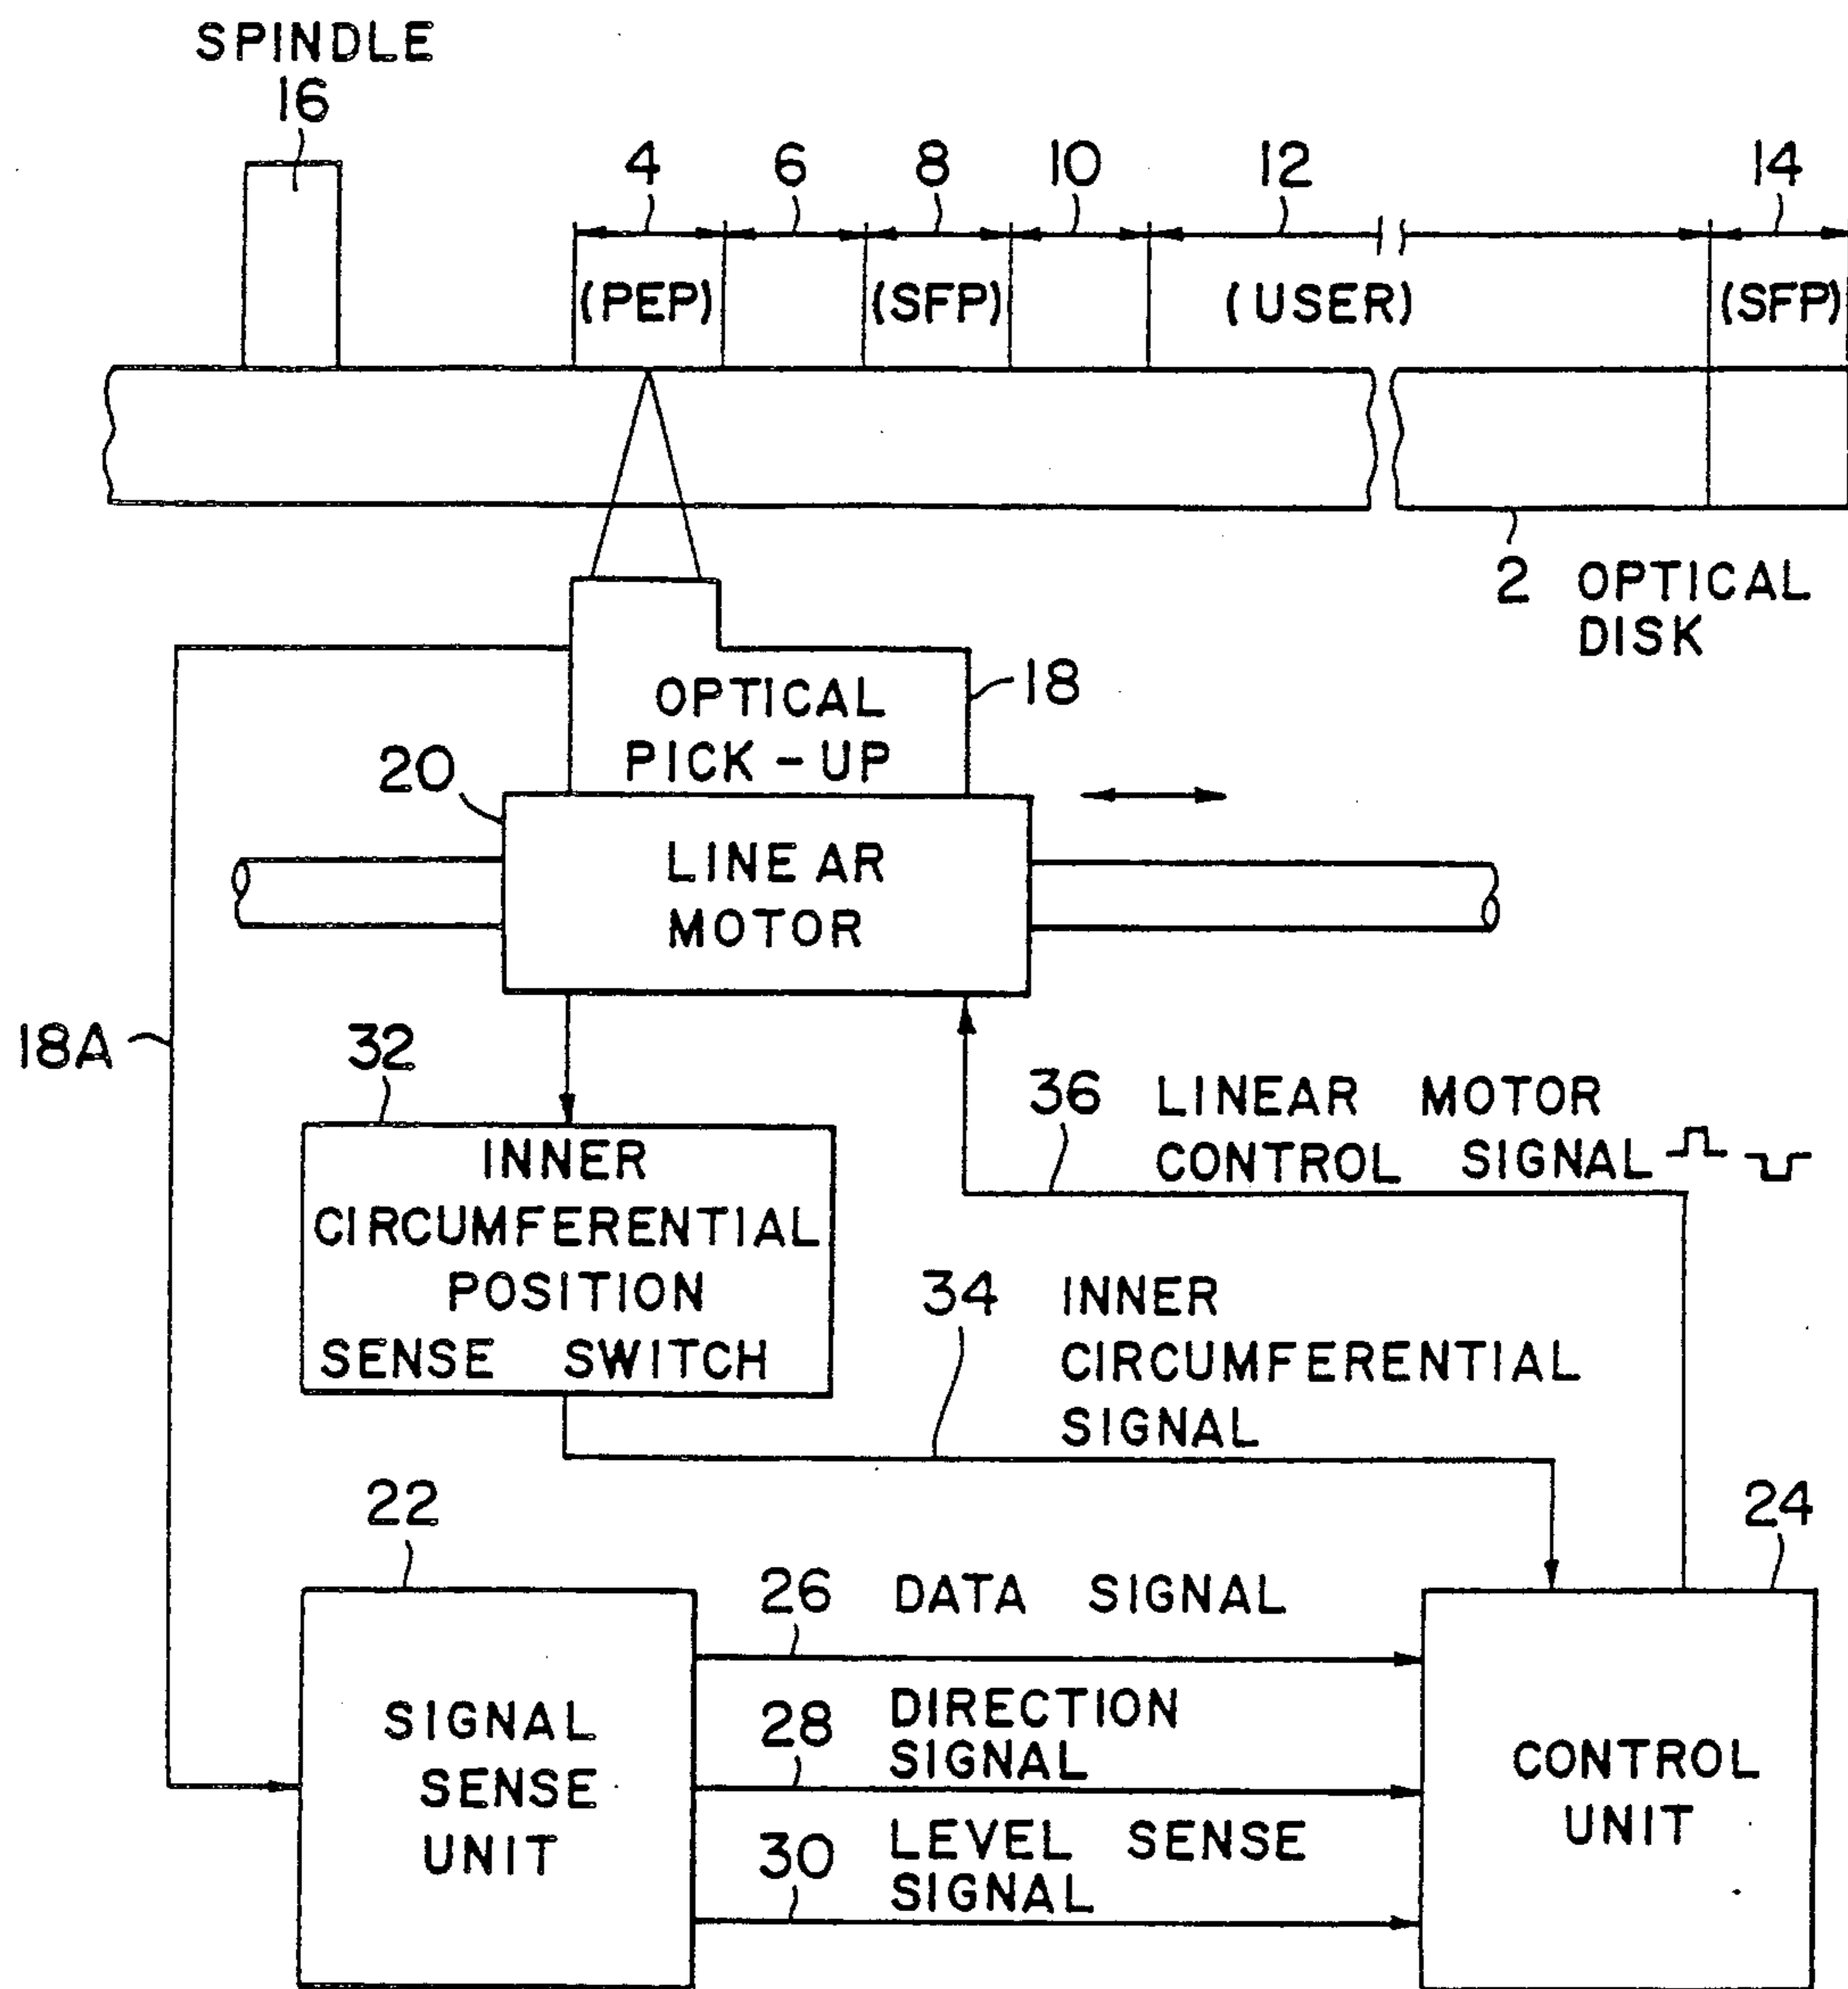 SPINDLE
16
4 6 8 10 12 14
(PEP) (SFP) (USER) (SFP)
2 OPTICAL
DISK
OPTICAL
PICK-UP
18
20
LINEAR
MOTOR
18A
32
36 LINEAR MOTOR
CONTROL SIGNAL
INNER
CIRCUMFERENTIAL
POSITION
SENSE SWITCH
34 INNER
CIRCUMFERENTIAL
SIGNAL
22
24
26 DATA SIGNAL
28 DIRECTION
SIGNAL
30 LEVEL SENSE
SIGNAL
SIGNAL
SENSE
UNIT
CONTROL
UNIT